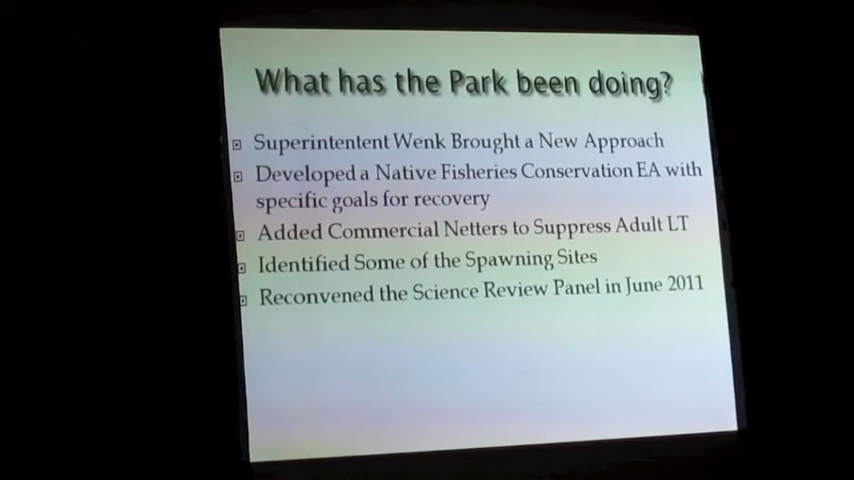 What has the Park been doing?
Superintentent Wenk Brought a New Approach
Developed a Native Fisheries Conservation EA with
specific goals for recovery
Added Commercial Netters to Suppress Adult LT
Identified Some of the Spawning Sites
Reconvened the Science Review Panel in June 2011